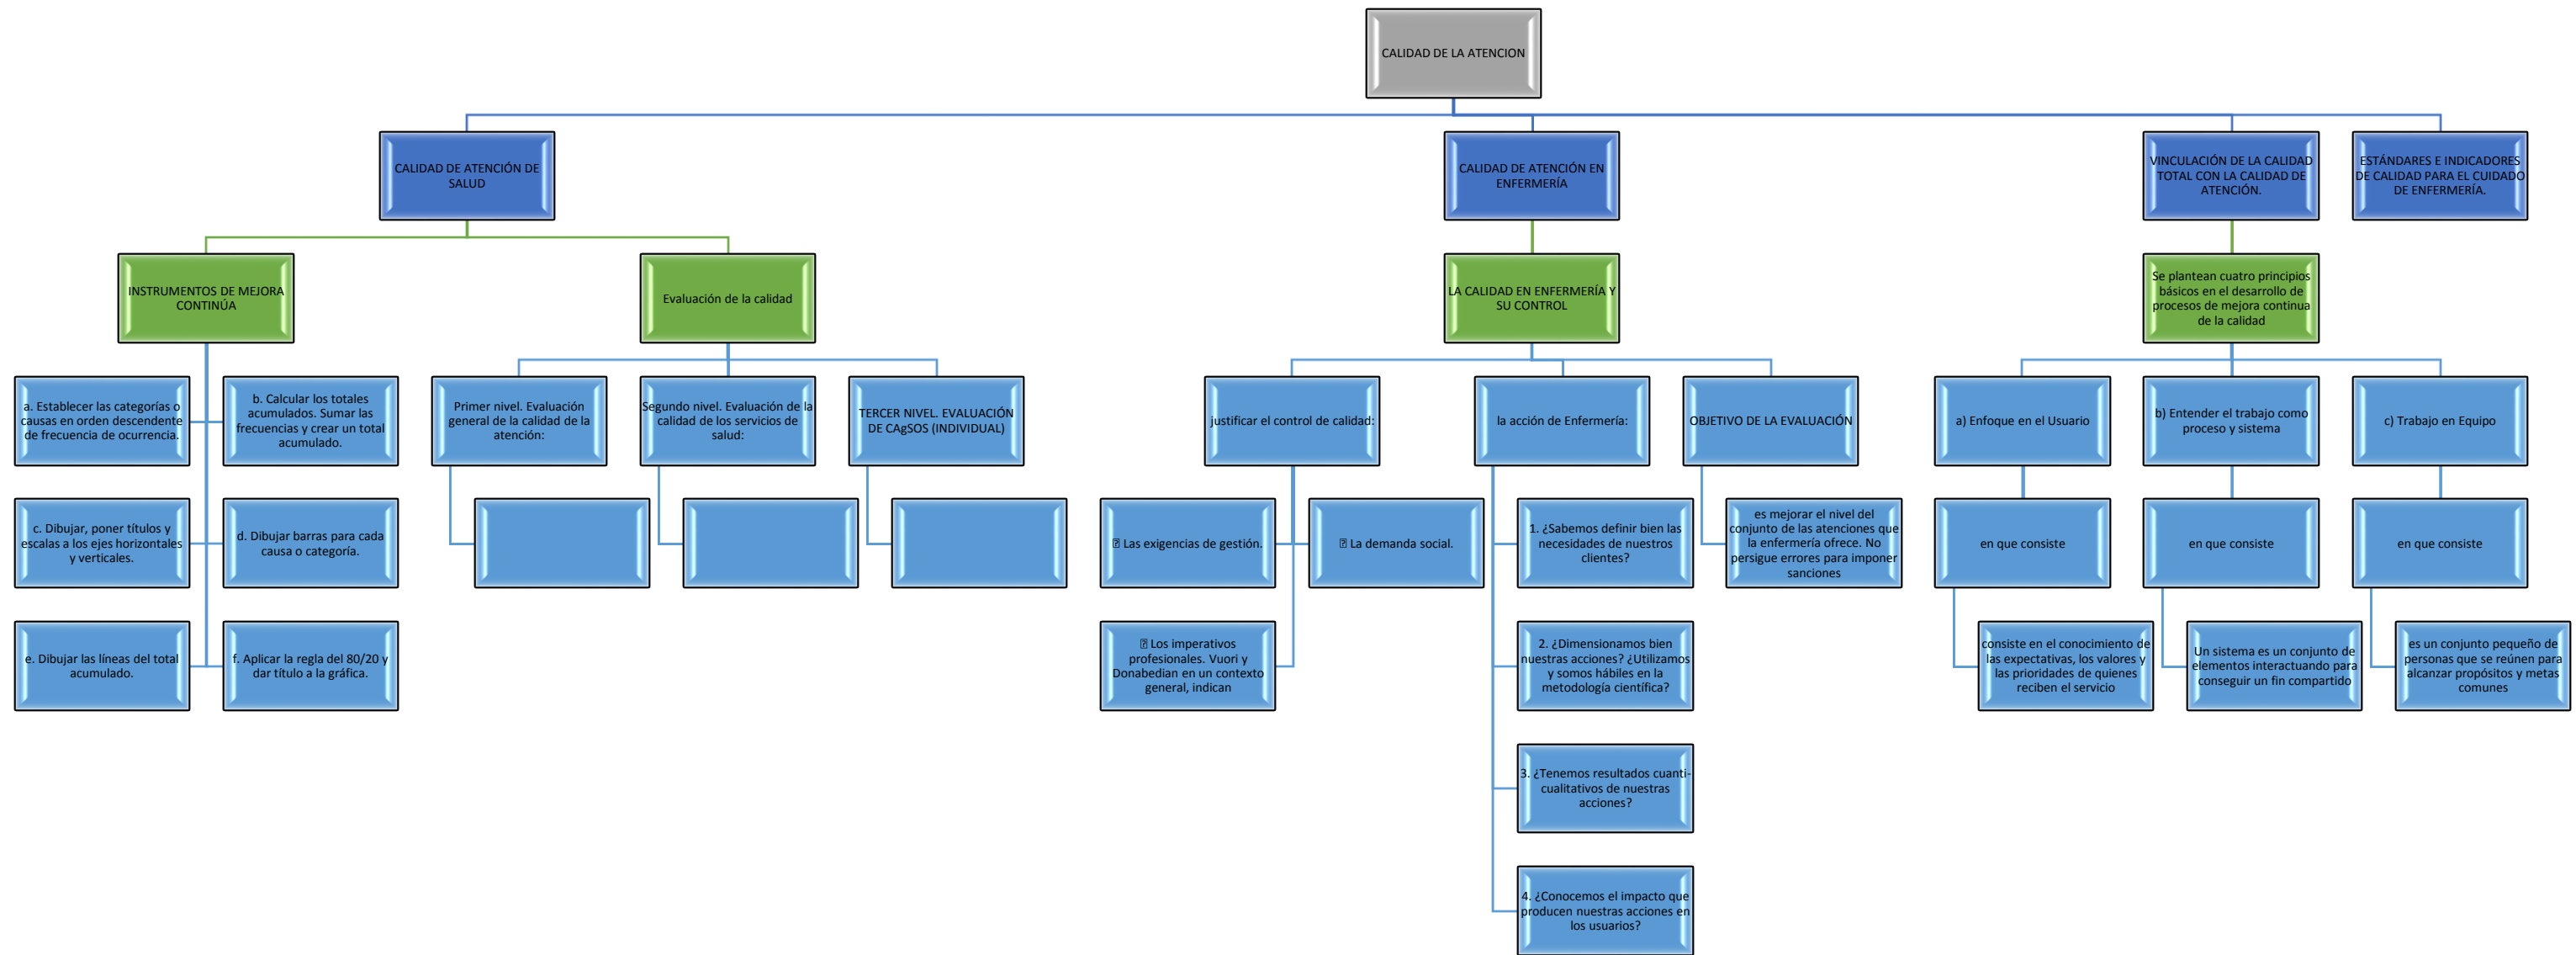 CALIDAD DE LA ATENCION
CALIDAD DE ATENCIÓN DE
SALUD
CALIDAD DE ATENCIÓN EN
ENFERMERÍA
VINCULACIÓN DE LA CALIDAD
TOTAL CON LA CALIDAD DE
ATENCIÓN.
ESTÁNDARES E INDICADORES
DE CALIDAD PARA EL CUIDADO
DE ENFERMERÍA.
INSTRUMENTOS DE MEJORA
CONTINÚA
Evaluación de la calidad
LA CALIDAD EN ENFERMERÍA Y
SU CONTROL
Se plantean cuatro principios
básicos en el desarrollo de
procesos de mejora continua
de la calidad
a. Establecer las categorías o
causas en orden descendente
de frecuencia de ocurrencia.
b. Calcular los totales
acumulados. Sumar las
frecuencias y crear un total
acumulado.
Primer nivel. Evaluación
general de la calidad de la
atención:
Segundo nivel. Evaluación de la
calidad de los servicios de
salud:
TERCER NIVEL. EVALUACIÓN
DE CAgSOS (INDIVIDUAL)
justificar el control de calidad:
la acción de Enfermería:
OBJETIVO DE LA EVALUACIÓN
a) Enfoque en el Usuario
b) Entender el trabajo como
proceso y sistema
c) Trabajo en Equipo
c. Dibujar, poner títulos y
escalas a los ejes horizontales
y verticales.
d. Dibujar barras para cada
causa o categoría.
Las exigencias de gestión.
La demanda social.
1. ¿Sabemos definir bien las
necesidades de nuestros
clientes?
es mejorar el nivel del
conjunto de las atenciones que
la enfermería ofrece. No
persigue errores para imponer
sanciones
en que consiste
en que consiste
en que consiste
e. Dibujar las líneas del total
acumulado.
f. Aplicar la regla del 80/20 y
dar título a la gráfica.
Los imperativos
profesionales. Vuori y
Donabedian en un contexto
general, indican
2. ¿Dimensionamos bien
nuestras acciones? ¿Utilizamos
y somos hábiles en la
metodología científica?
consiste en el conocimiento de
las expectativas, los valores y
las prioridades de quienes
reciben el servicio
Un sistema es un conjunto de
elementos interactuando para
conseguir un fin compartido
es un conjunto pequeño de
personas que se reúnen para
alcanzar propósitos y metas
comunes
3. ¿Tenemos resultados cuanti-
cualitativos de nuestras
acciones?
4. ¿Conocemos el impacto que
producen nuestras acciones en
los usuarios?